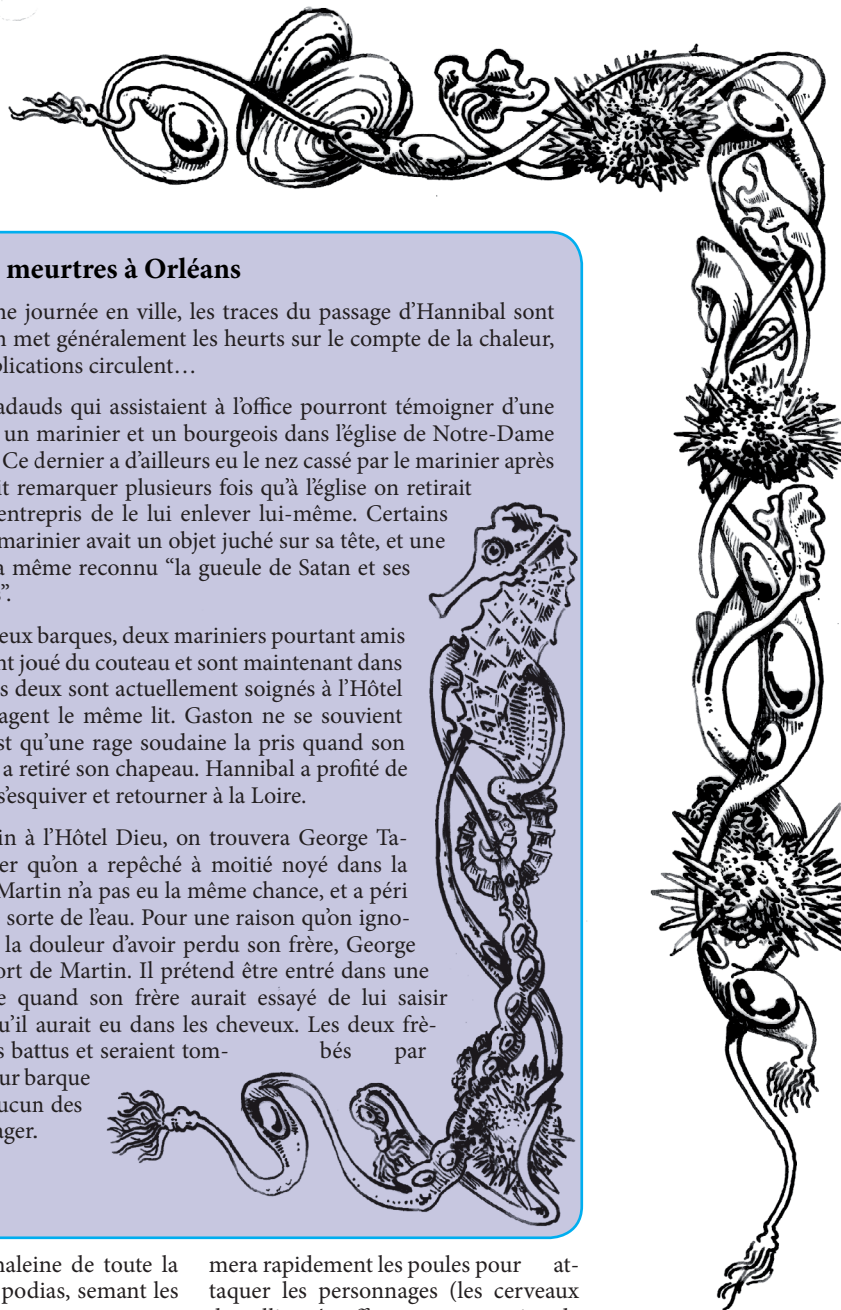 meurtres à Orléans
ne journée en ville, les traces du passage d'Hannibal sont
n met généralement les heurts sur le compte de la chaleur,
plications circulent…
adauds qui assistaient à l'office pourront témoigner d'une
un marinier et un bourgeois dans l'église de Notre-Dame
Ce dernier a d'ailleurs eu le nez cassé par le marinier après
it remarquer plusieurs fois qu'à l'église on retirait
entrepris de le lui enlever lui-même. Certains
marinier avait un objet juché sur sa tête, et une
a même reconnu “la gueule de Satan et ses
”.
eux barques, deux mariniers pourtant amis
nt joué du couteau et sont maintenant dans
s deux sont actuellement soignés à l'Hôtel
agent le même lit. Gaston ne se souvient
st qu'une rage soudaine la pris quand son
a retiré son chapeau. Hannibal a profité de
s'esquiver et retourner à la Loire.
in à l'Hôtel Dieu, on trouvera George Ta-
er qu'on a repêché à moitié noyé dans la
Martin n'a pas eu la même chance, et a péri
sorte de l'eau. Pour une raison qu'on igno-
la douleur d'avoir perdu son frère, George
ort de Martin. Il prétend être entré dans une
e quand son frère aurait essayé de lui saisir
u'il aurait eu dans les cheveux. Les deux frè-
s battus et seraient tom- bés par
ur barque
ucun des
ager.
haleine de toute la
podias, semant les
mera rapidement les poules pour at-
taquer les personnages (les cerveaux